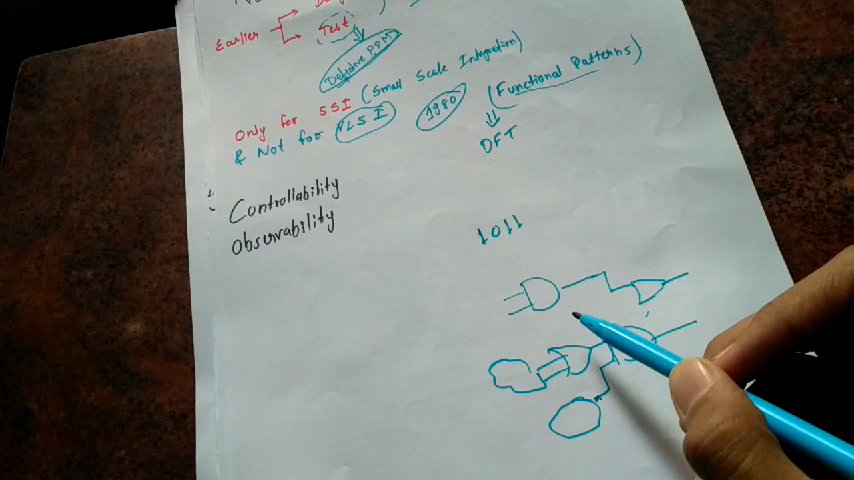 Earlier
Test
Defective PPM
Only for SSI (Small Scale Integration)
& Not for VLSI 1980 (Functional Patterns)
DFT
Controllability
Observability
1011